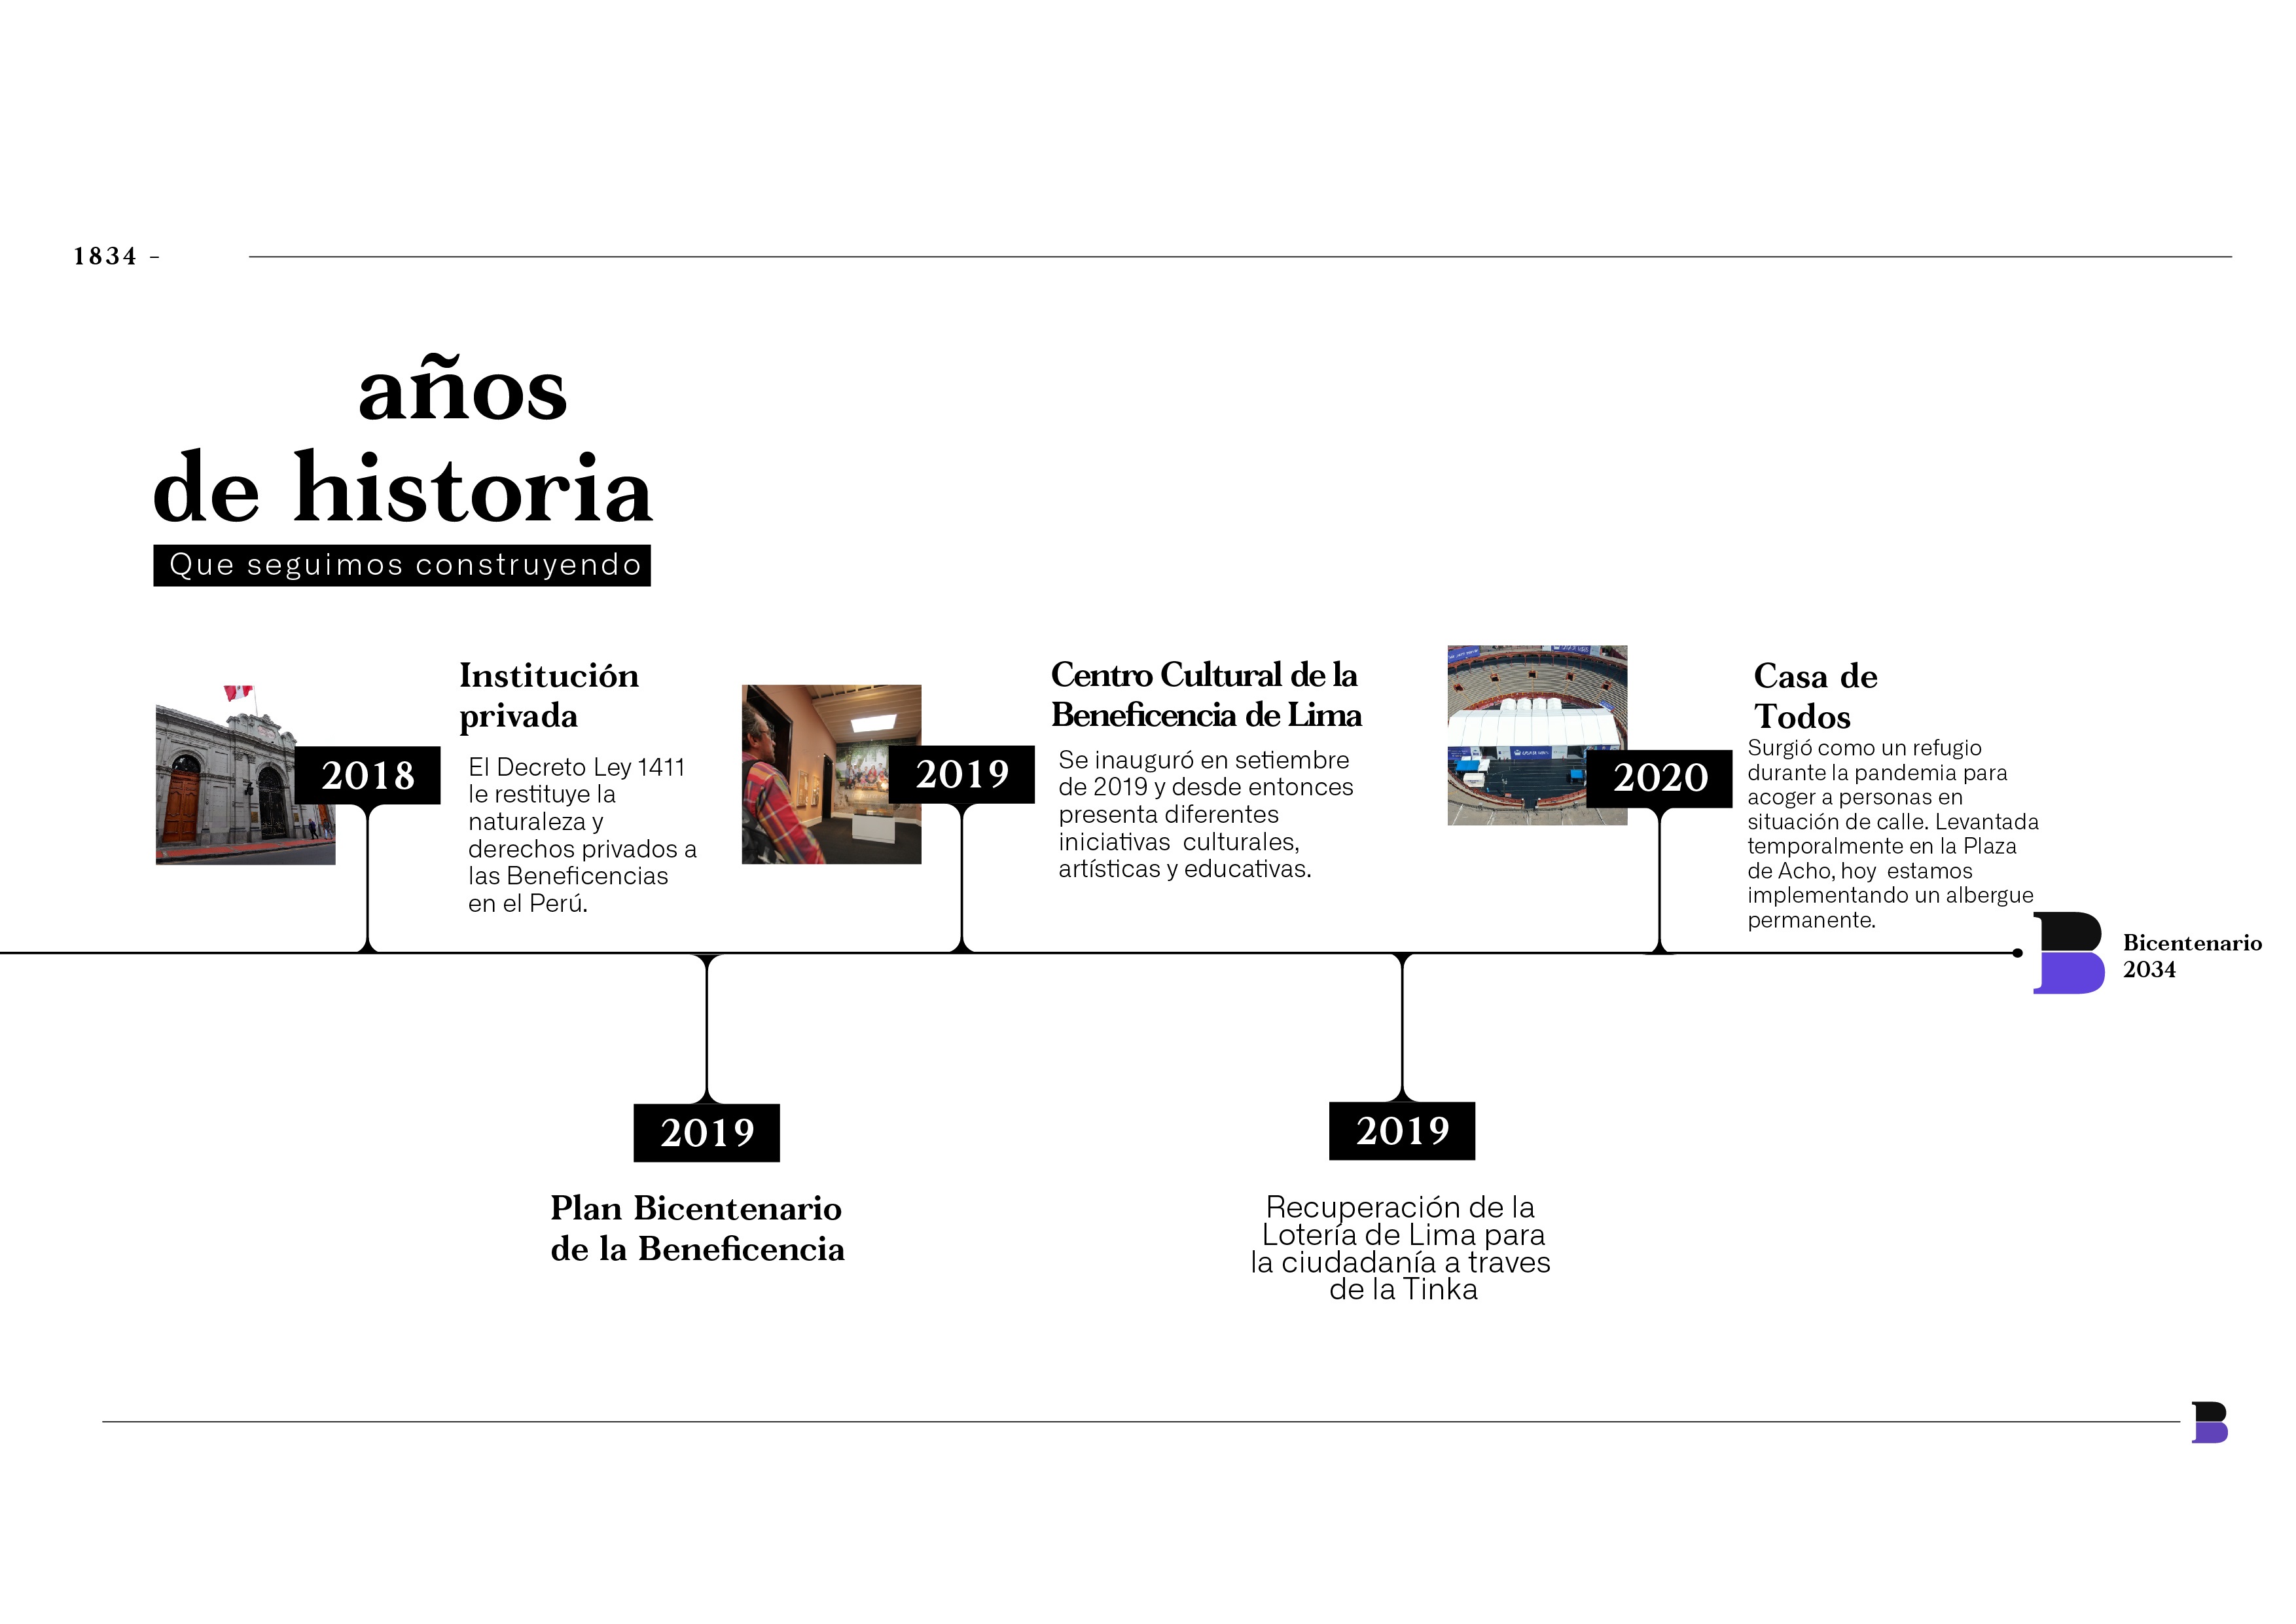 1834 -
años
de historia
Que seguimos construyendo
2018
Institución
privada
El Decreto Ley 1411
le restituye la
naturaleza y
derechos privados a
las Beneficencias
en el Perú.
2019
Centro Cultural de la
Beneficencia de Lima
Se inauguró en setiembre
de 2019 y desde entonces
presenta diferentes
iniciativas culturales,
artísticas y educativas.
2020
Casa de
Todos
Surgió como un refugio
durante la pandemia para
acoger a personas en
situación de calle. Levantada
temporalmente en la Plaza
de Acho, hoy estamos
implementando un albergue
permanente.
B
Bicentenario
2034
2019
Plan Bicentenario
de la Beneficencia
2019
Recuperación de la
Lotería de Lima para
la ciudadanía a traves
de la Tinka
B